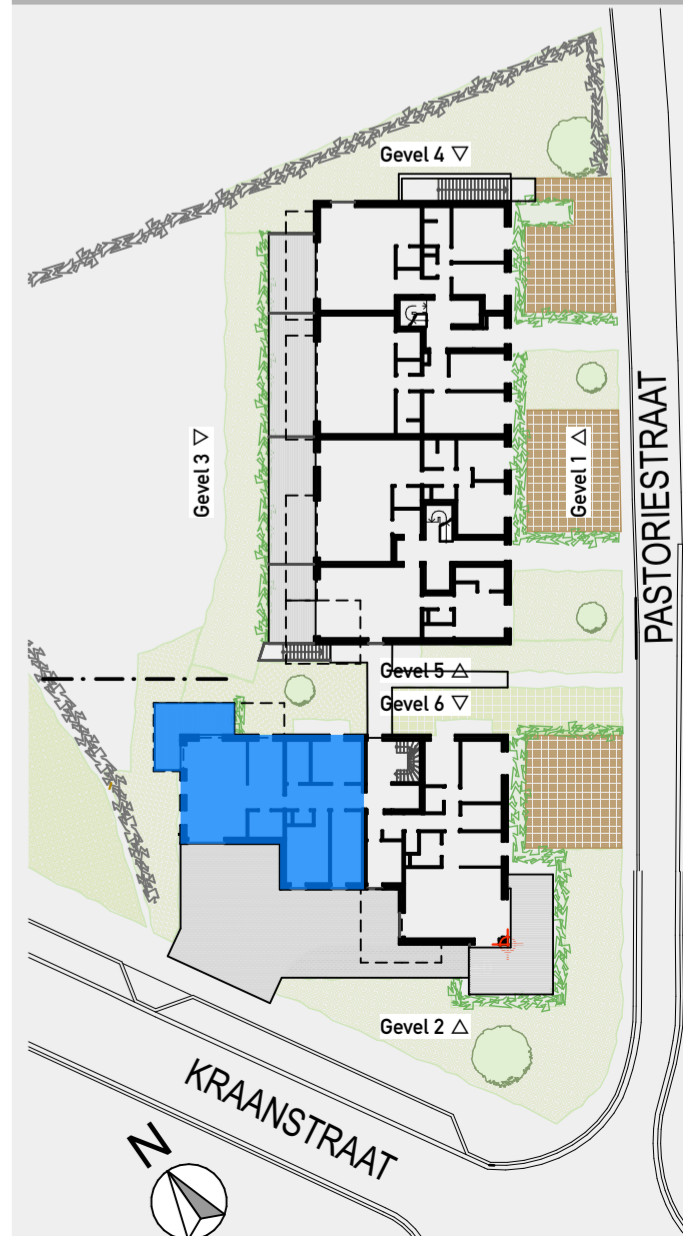 Gevel 4 ▽
Gevel 3 ▽
Gevel 1 △
PASTORIESTRAAT
Gevel 5 △
Gevel 6 ▽
Gevel 2 △
KRAANSTRAAT
N